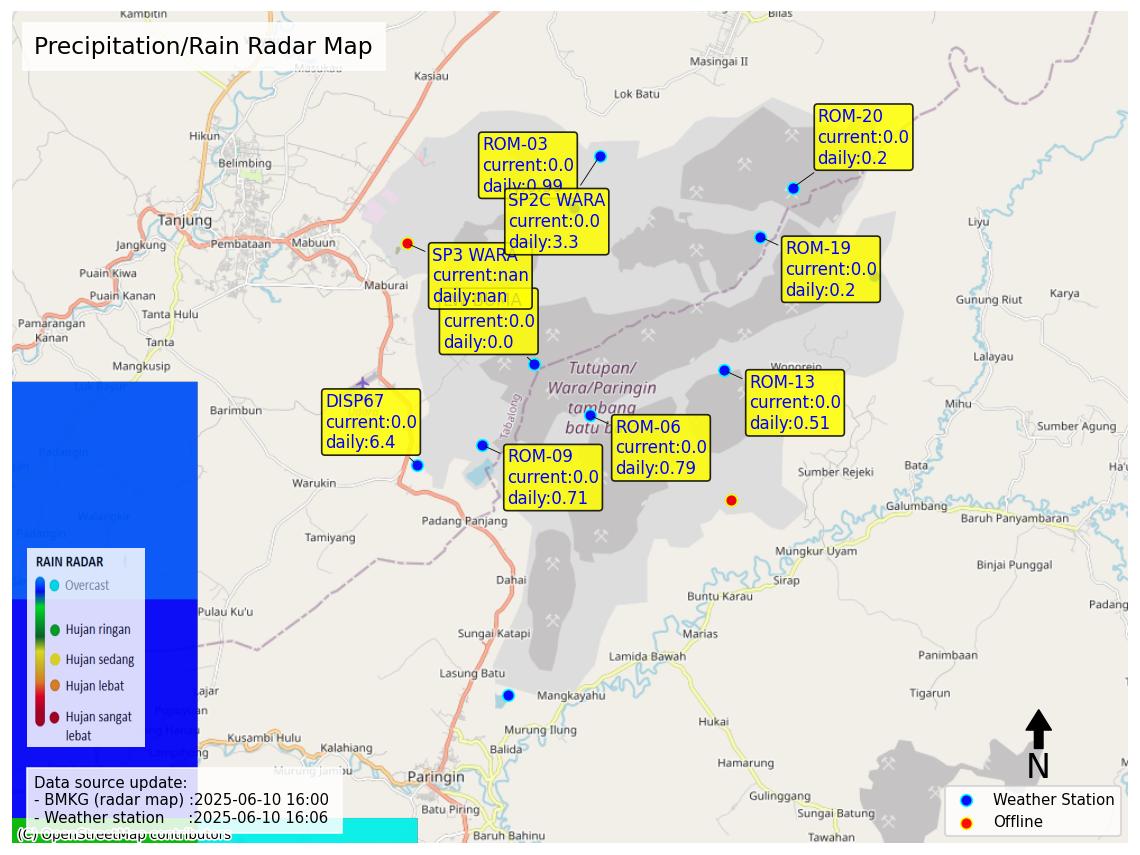 Precipitation/Rain Radar Map
Kambitin
Bilas
Masukau
Kasiau
Masingai II
Lok Batu
Hikun
Belimbing
ROM-20
current:0.0
daily:0.2
ROM-03
current:0.0
daily:0.99
SP2C WARA
current:0.0
daily:3.3
Tanjung
Jangkung
Pembataan
Mabuun
Liyu
ROM-19
current:0.0
daily:0.2
SP3 WARA
current:nan
daily:nan
current:0.0
daily:0.0
Puain Kiwa
Maburai
Puain Kanan
Tanta Hulu
Pamarangan
Kanan
Tanta
Gunung Riut
Karya
Lalayau
Mangkusip
Wonorejo
Tutupan/
Wara/Paringin
tambang
batu b
Tabalong
ROM-13
current:0.0
daily:0.51
DISP67
current:0.0
daily:6.4
ROM-06
current:0.0
daily:0.79
ROM-09
current:0.0
daily:0.71
Barimbun
Mihu
Sumber Agung
Padangin
Bata
Ha'u
Sumber Rejeki
Warukin
Galumbang
Baruh Panyambaran
Walangkir
Padang Panjang
Padangin
Tamiyang
Mungkur Uyam
Binjai Punggal
RAIN RADAR
Overcast
Hujan ringan
Hujan sedang
Hujan lebat
Hujan sangat
lebat
Dahai
Sirap
Buntu Karau
Padang
Pulau Ku'u
Sungai Katapi
Marias
Lamida Bawah
Panimbaan
Lasung Batu
Tigarun
Mangkayahu
Hukai
Murung Ilung
Kusambi Hulu
Kalahiang
Balida
Hamarung
Murung Jambu
Paringin
N
Gulinggang
Batu Piring
Sungai Batung
Baruh Bahinu
Tawahan
Data source update:
- BMKG (radar map) :2025-06-10 16:00
- Weather station :2025-06-10 16:06
(C) OpenStreetMap contributors
Weather Station
Offline